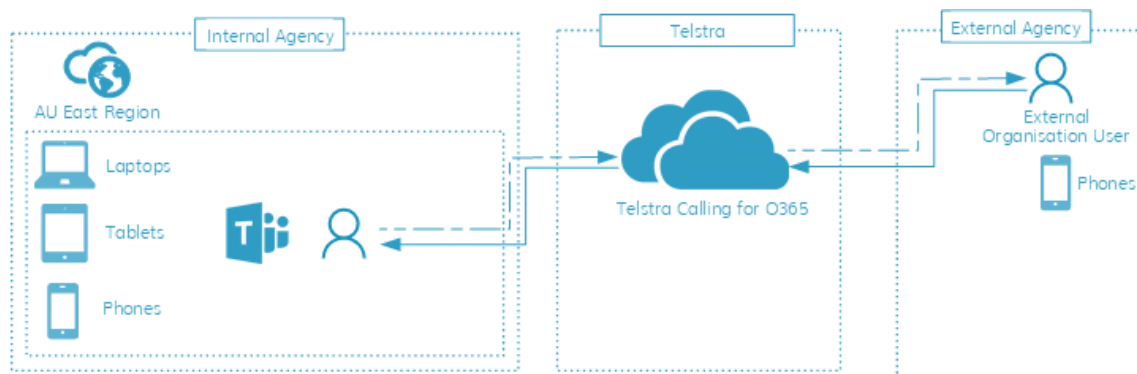 Internal Agency
Telstra
External Agency
AU East Region
Laptops
Tablets
Phones
T
Telstra Calling for O365
External
Organisation User
Phones